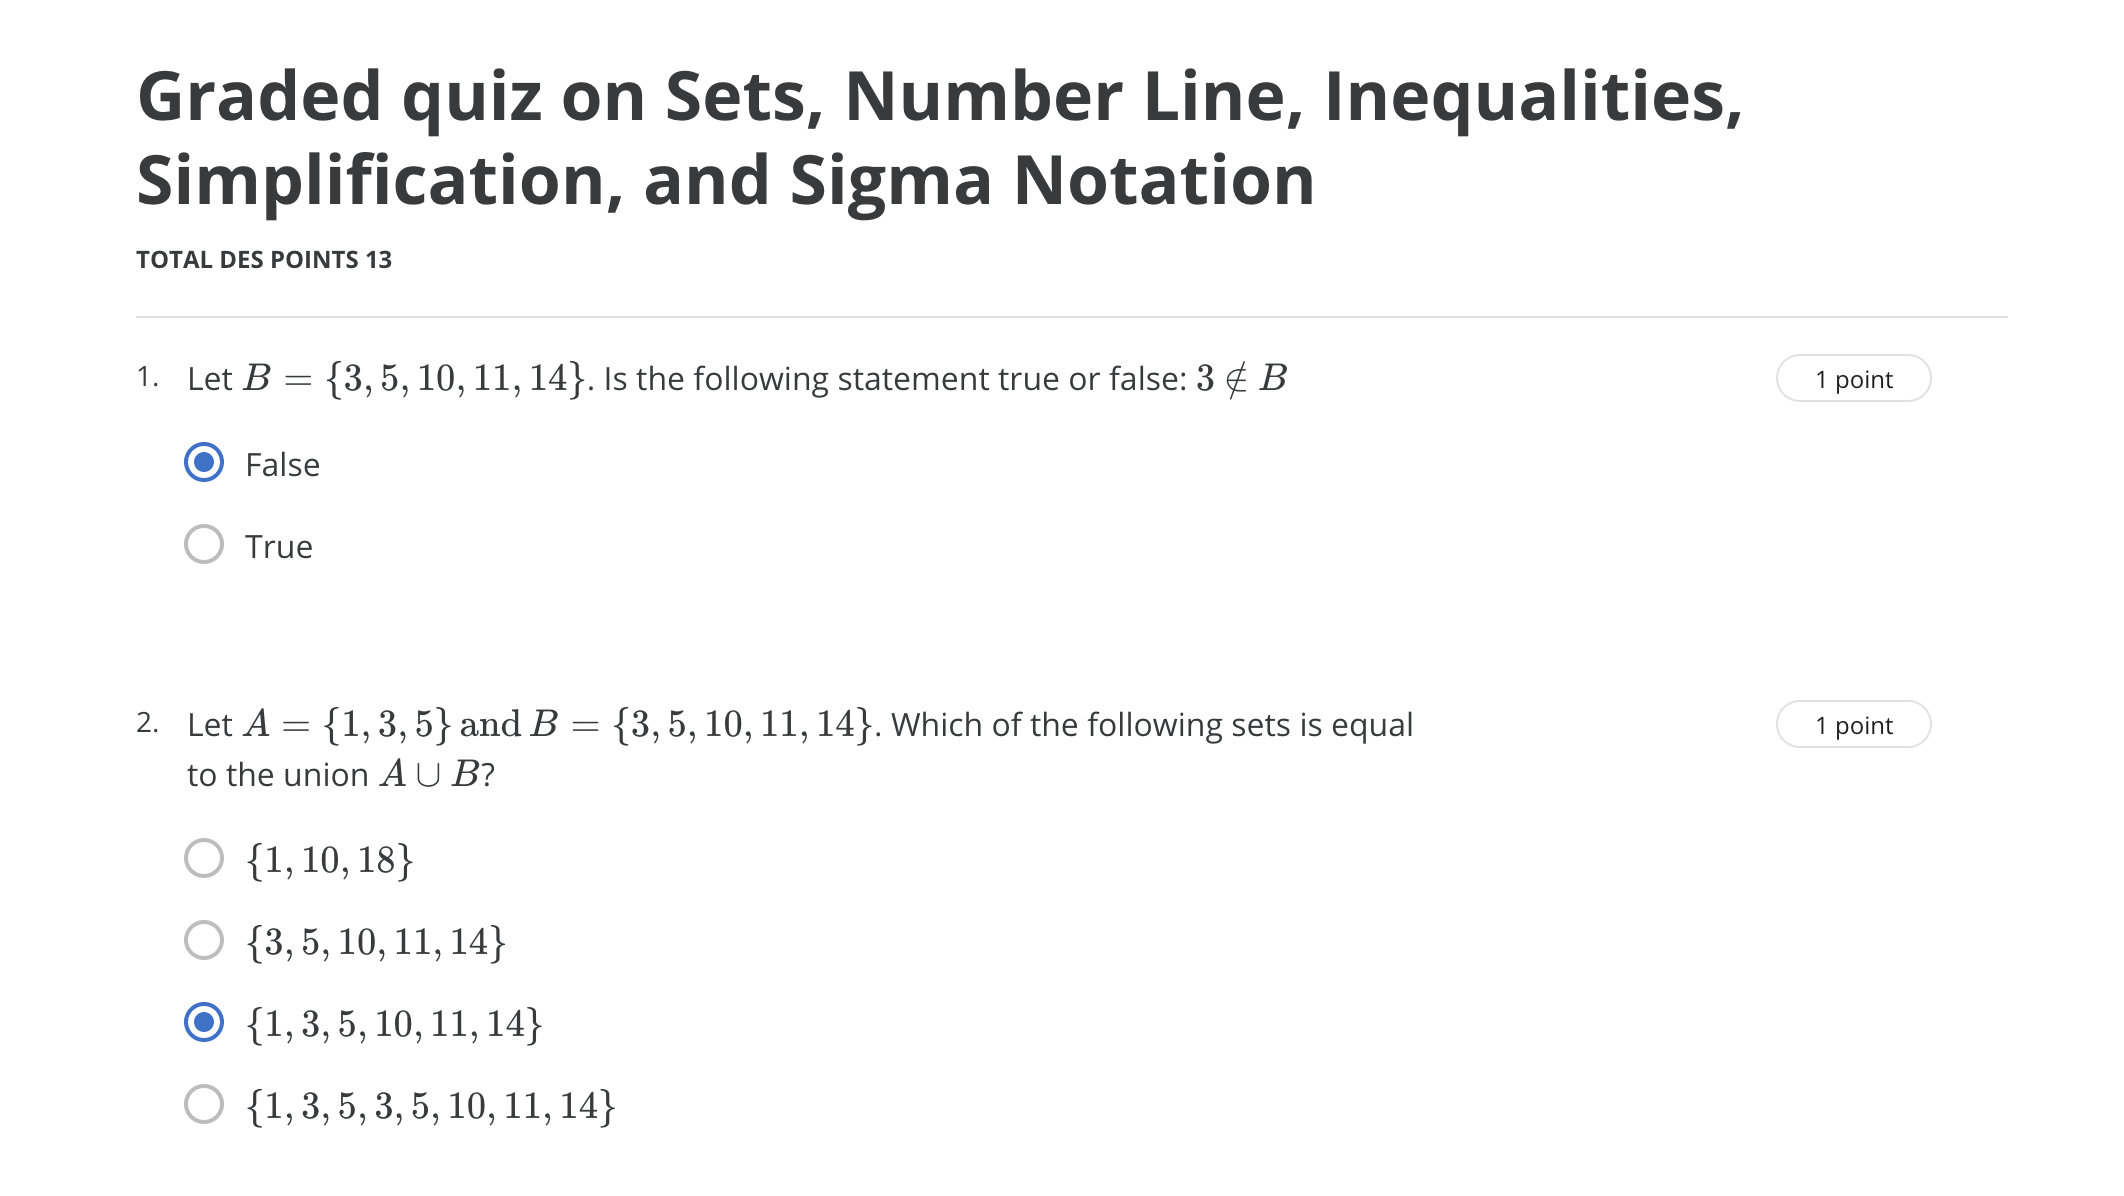 Graded quiz on Sets, Number Line, Inequalities,
Simplification, and Sigma Notation
TOTAL DES POINTS 13
1. Let B = {3, 5, 10, 11, 14}. Is the following statement true or false: 3 ∉ B
1 point
False
True
2. Let A = {1, 3, 5} and B = {3, 5, 10, 11, 14}. Which of the following sets is equal
1 point
to the union A ∪ B?
{1, 10, 18}
{3, 5, 10, 11, 14}
{1, 3, 5, 10, 11, 14}
{1, 3, 5, 3, 5, 10, 11, 14}